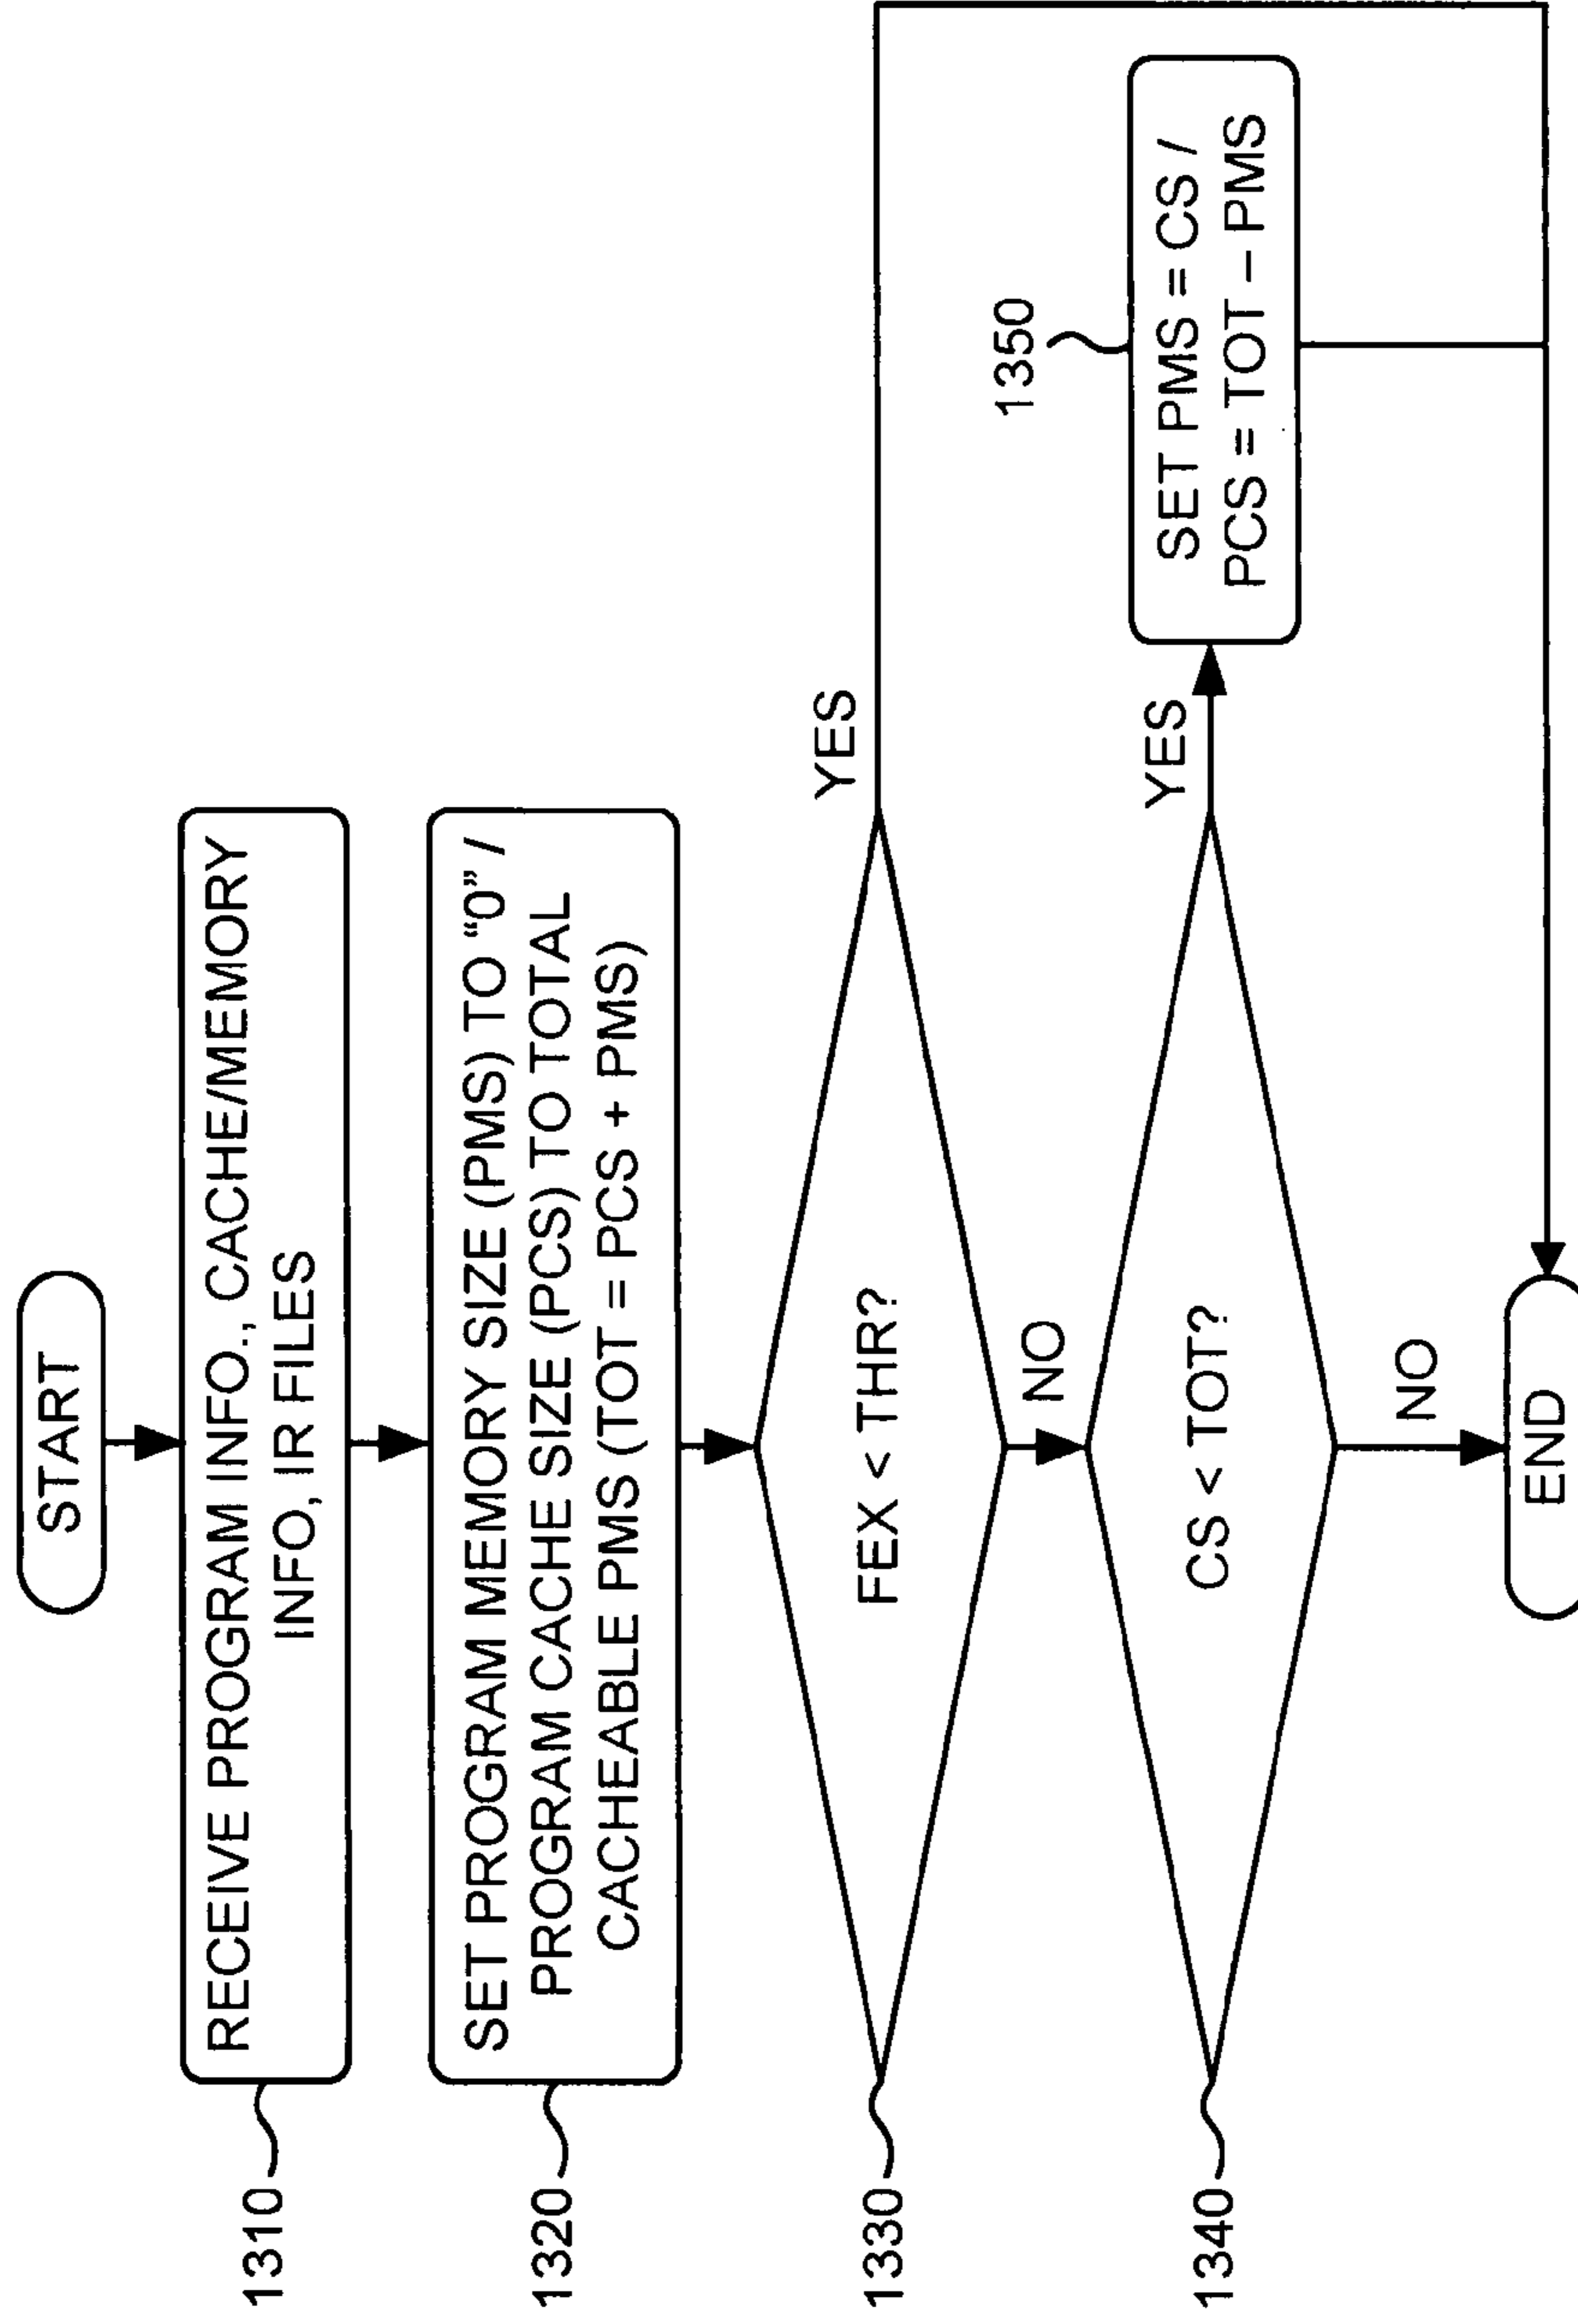 START
1310
RECEIVE PROGRAM INFO., CACHE/MEMORY
INFO, IR FILES
1320
SET PROGRAM MEMORY SIZE (PMS) TO “0” /
PROGRAM CACHE SIZE (PCS) TO TOTAL
CACHEABLE PMS (TOT = PCS + PMS)
1330
FEX < THR?
YES
NO
1340
CS < TOT?
YES
1350
SET PMS = CS /
PCS = TOT – PMS
NO
END